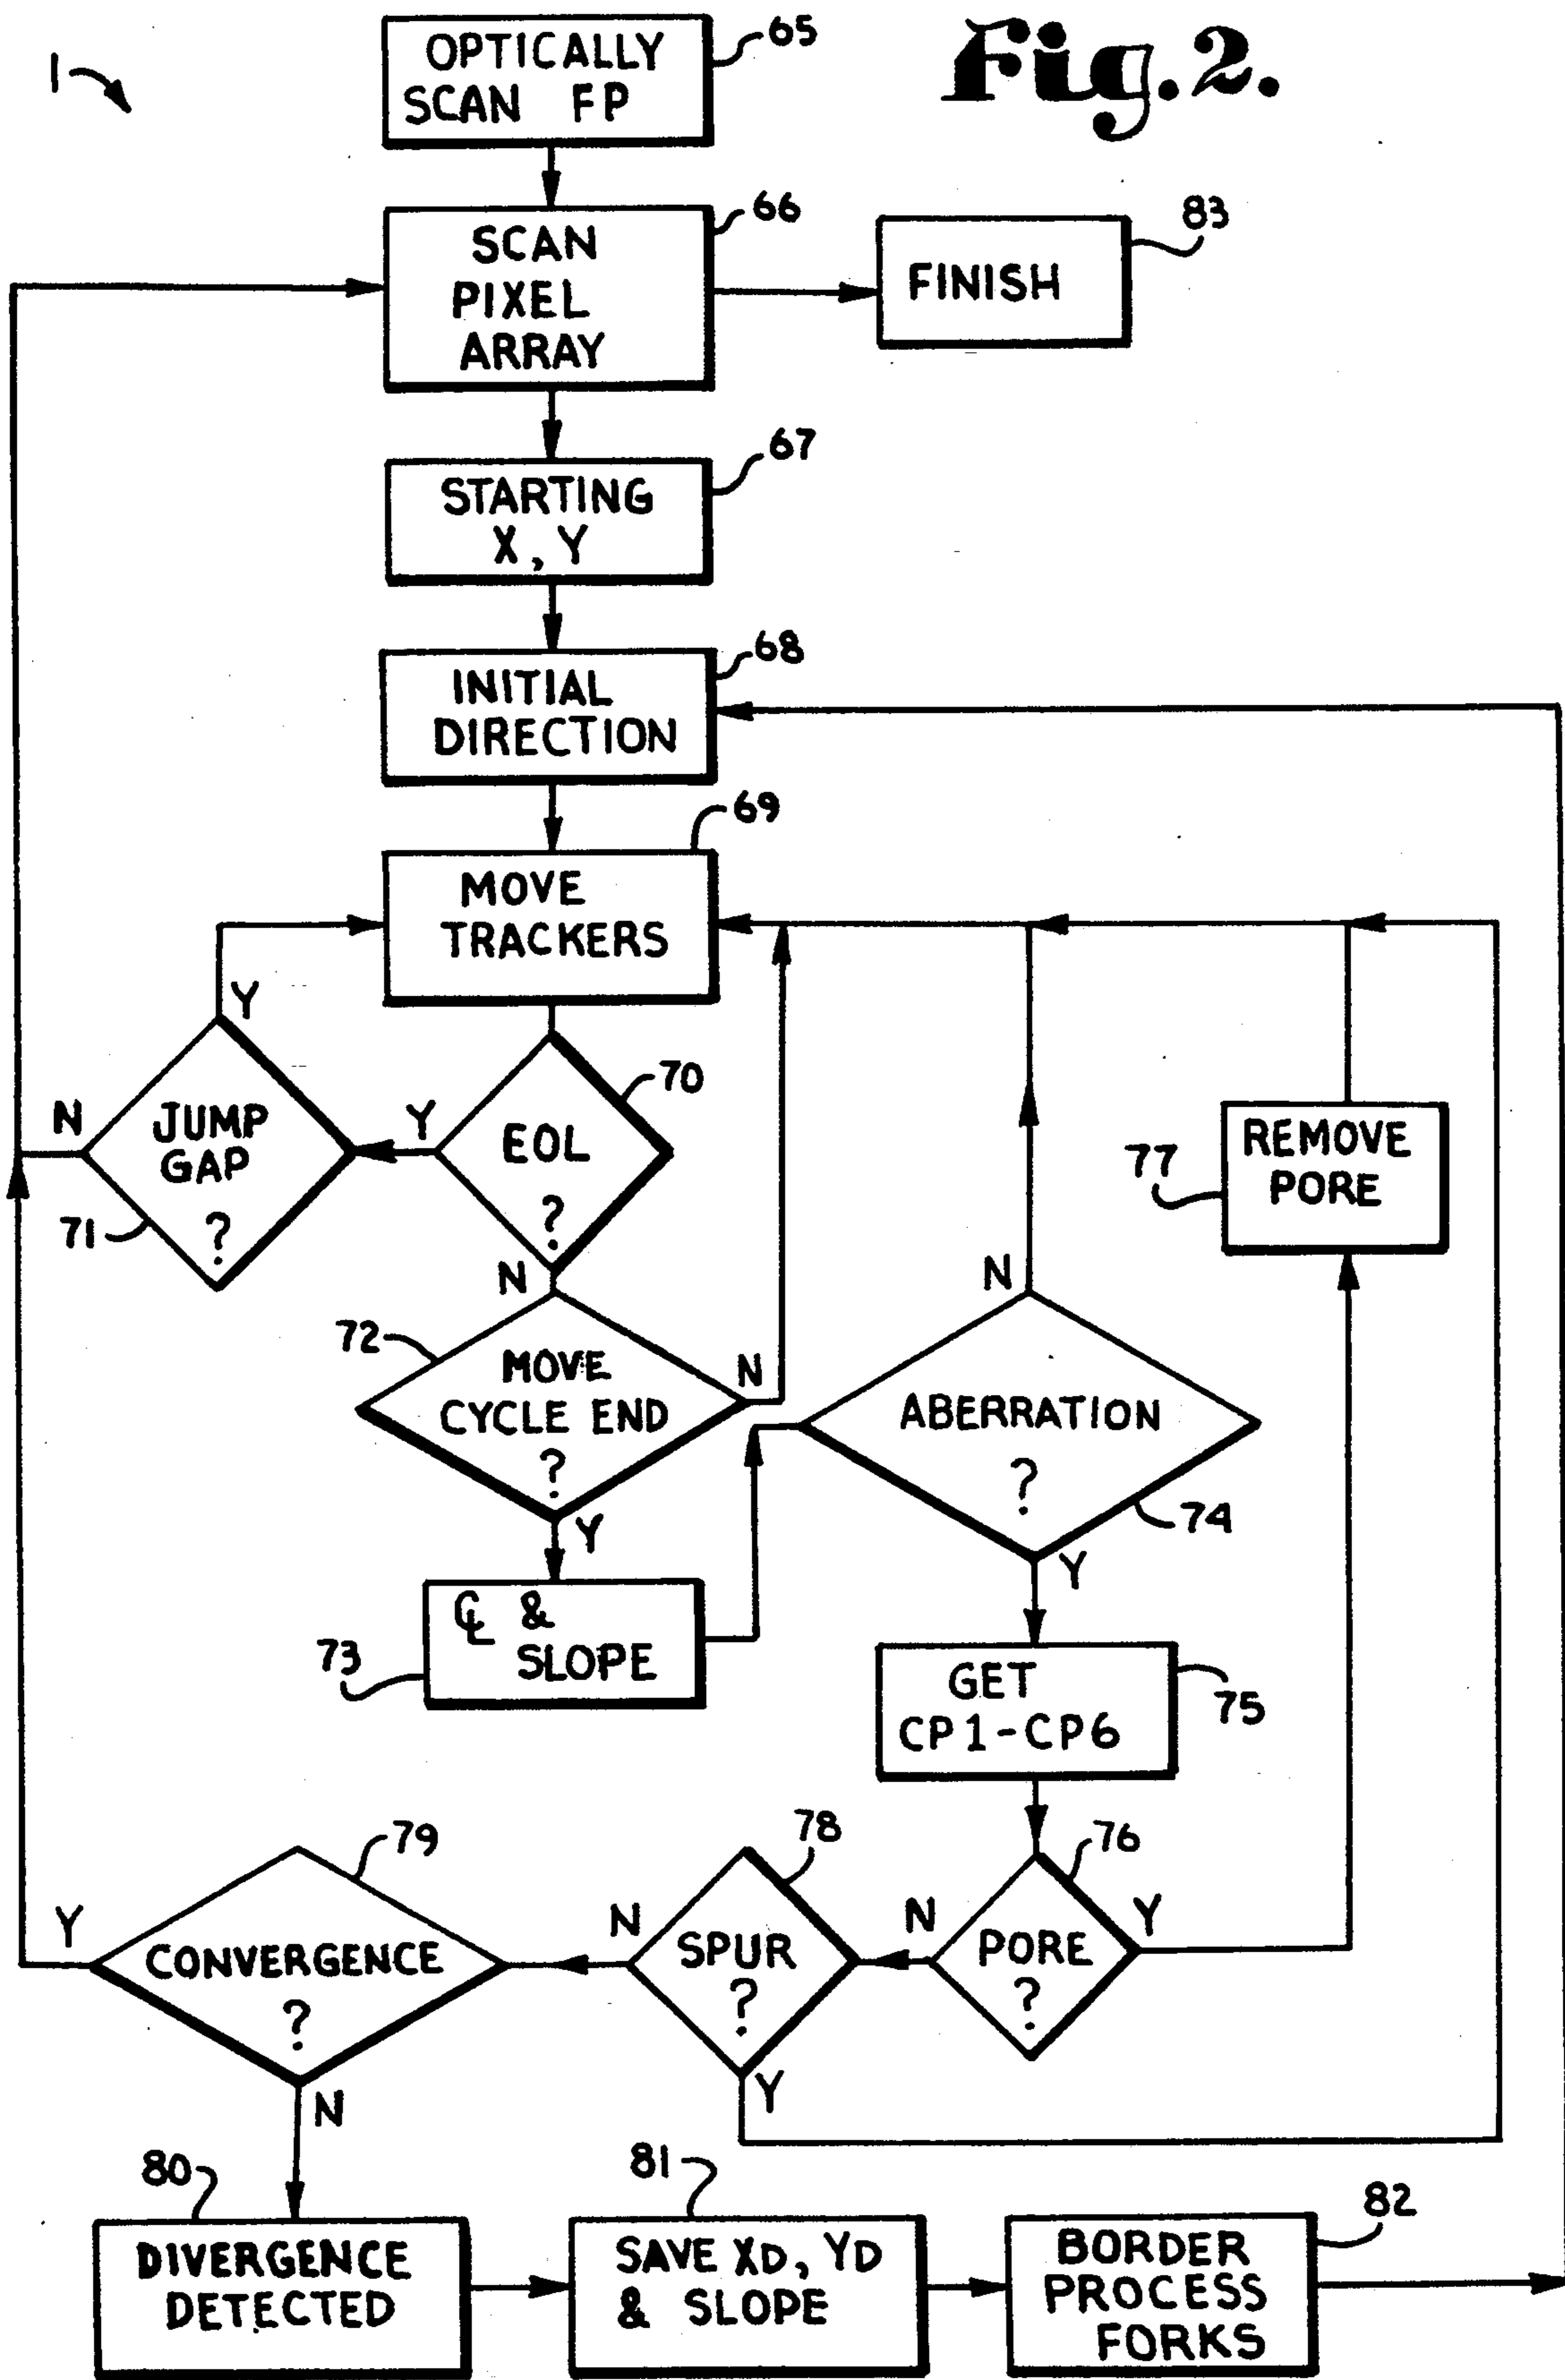 Fig. 2.
1
OPTICALLY
SCAN FP
65
SCAN
PIXEL
ARRAY
66
FINISH
83
STARTING
X, Y
67
INITIAL
DIRECTION
68
MOVE
TRACKERS
69
Y
JUMP
GAP
?
N
71
Y
EOL
?
70
N
REMOVE
PORE
77
MOVE
CYCLE END
?
72
N
Y
N
ABERRATION
?
74
Y
℄ &
SLOPE
73
GET
CP1-CP6
75
CONVERGENCE
?
79
Y
N
SPUR
?
78
N
Y
PORE
?
76
N
Y
DIVERGENCE
DETECTED
80
SAVE XD, YD
& SLOPE
81
BORDER
PROCESS
FORKS
82